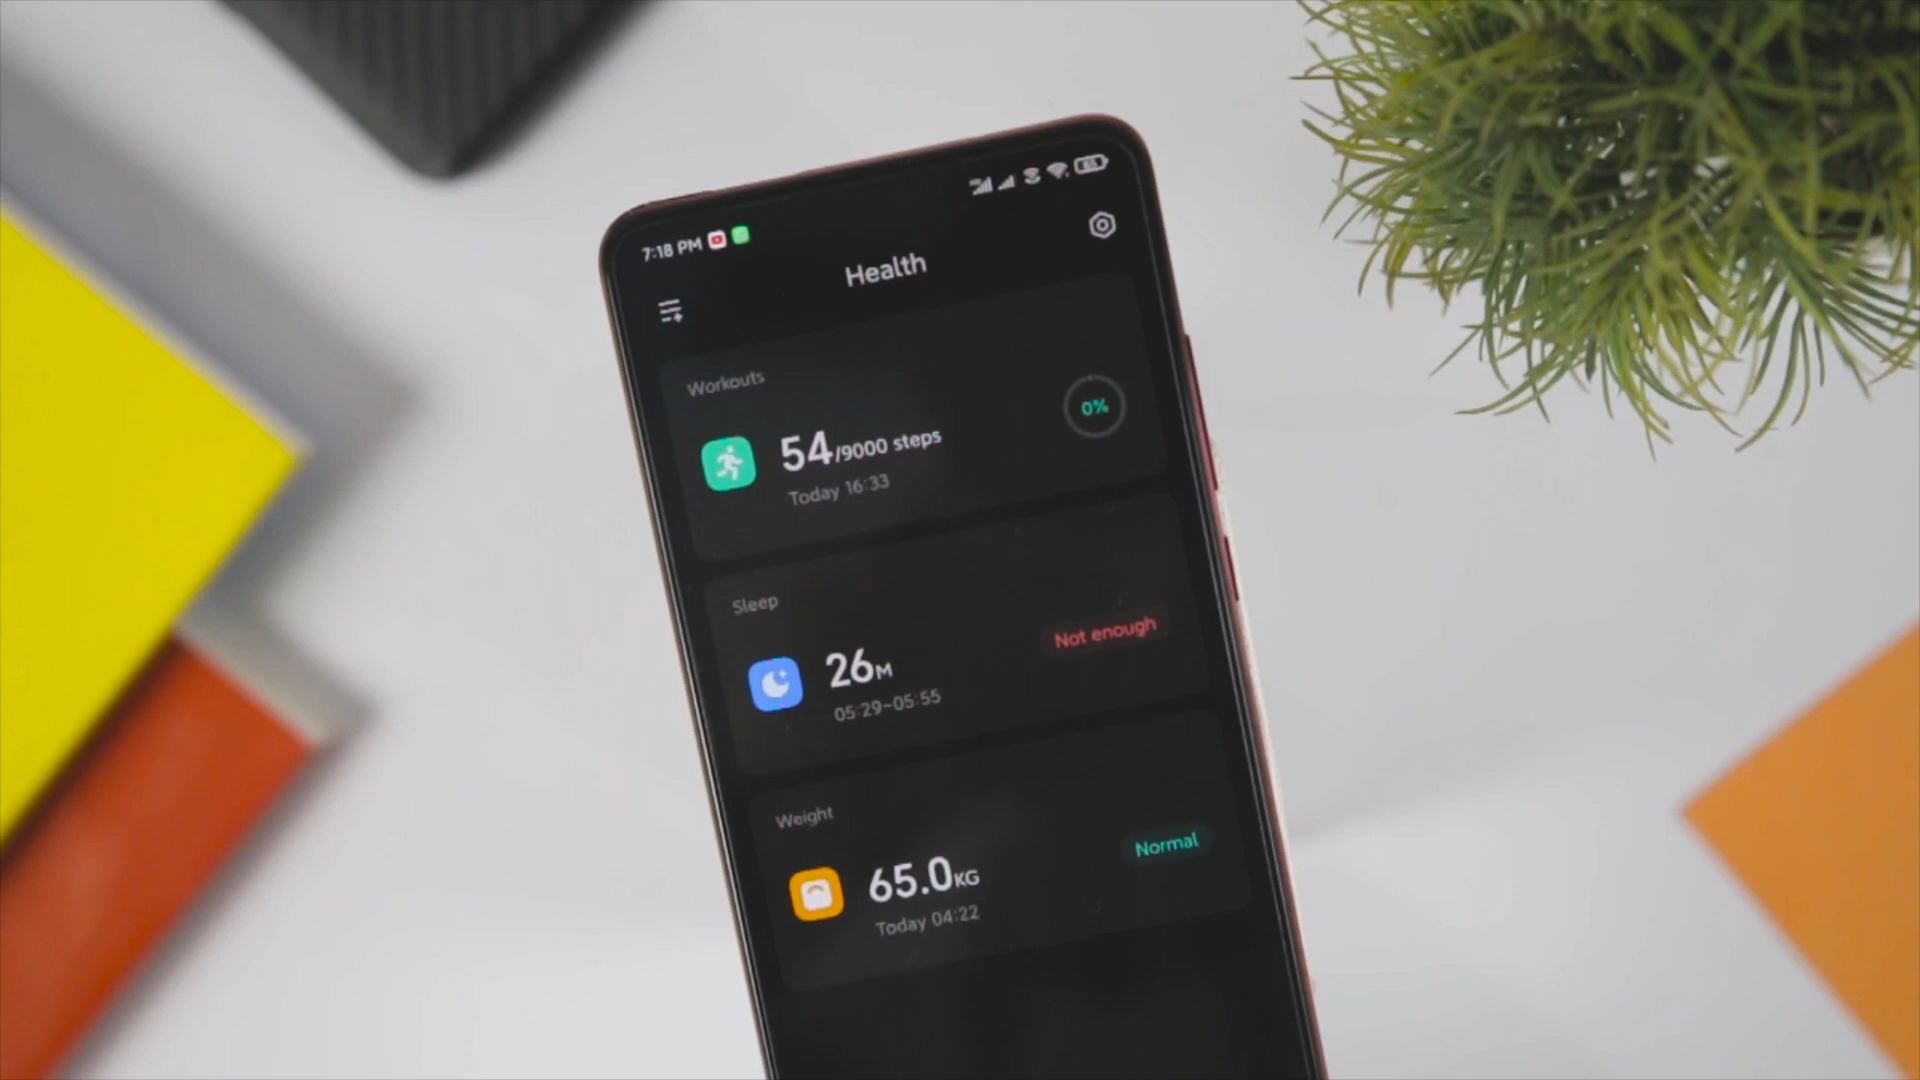 7:18 PM
Health
Workouts
54/9000 steps
0%
Today 16:33
Sleep
26M
Not enough
05:29~05:55
Weight
65.0KG
Normal
Today 04:22